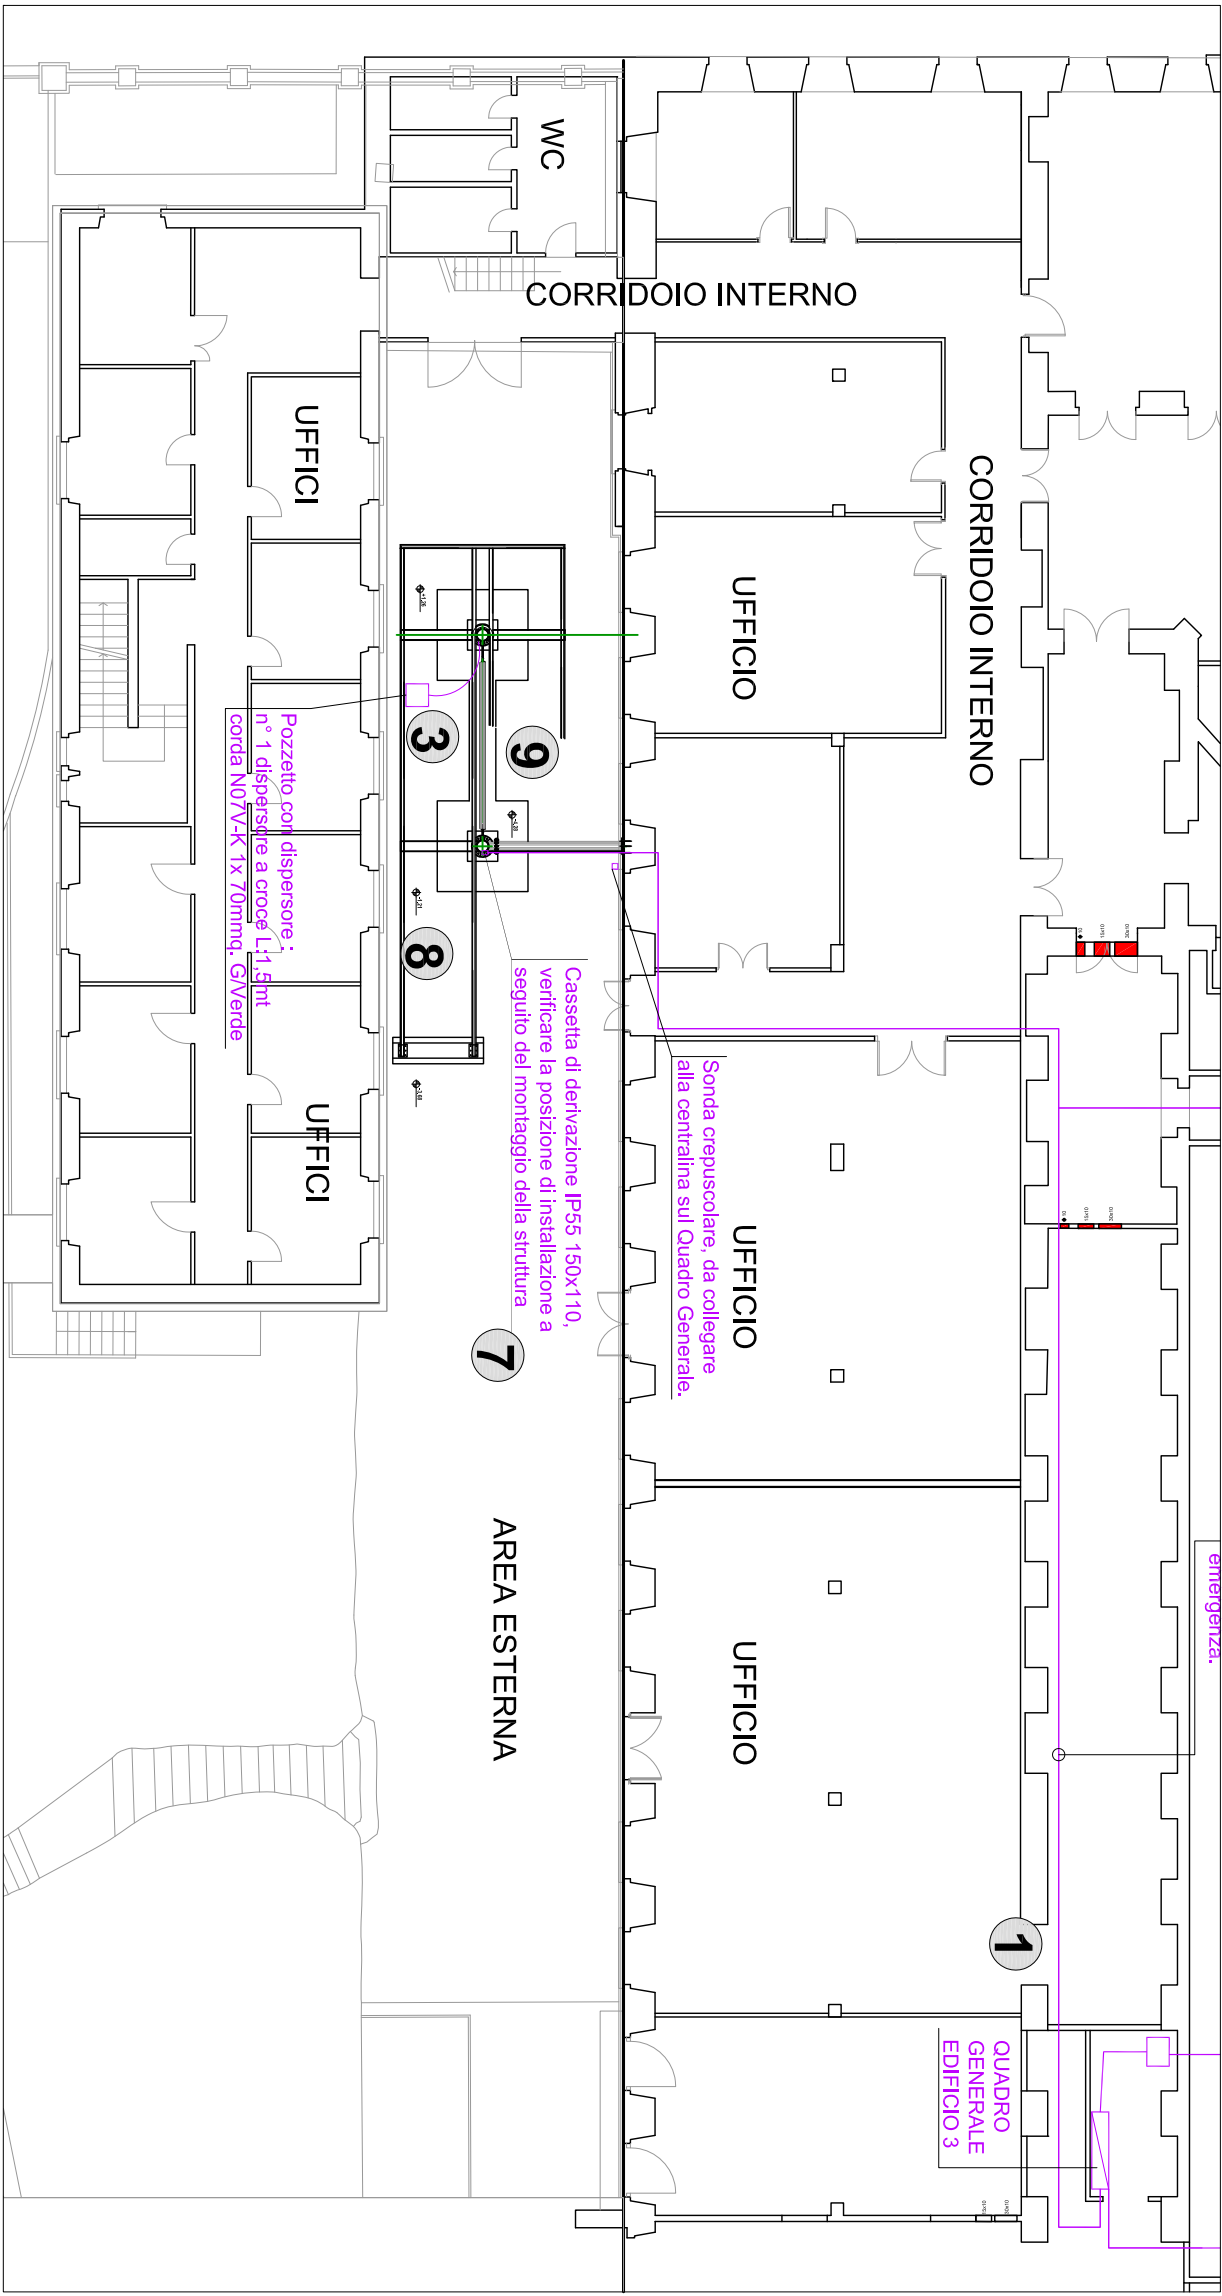 WC
CORRIDOIO INTERNO
CORRIDOIO INTERNO
UFFICI
UFFICIO
Pozzetto con dispersore :
n° 1 dispersore a croce L:1,5mt
corda N07V-K 1x 70mmq. G/Verde
3
9
8
UFFICI
Cassetta di derivazione IP55 150x110,
verificare la posizione di installazione a
seguito del montaggio della struttura
7
Sonda crepuscolare, da collegare
alla centralina sul Quadro Generale.
UFFICIO
AREA ESTERNA
UFFICIO
emergenza.
1
QUADRO
GENERALE
EDIFICIO 3